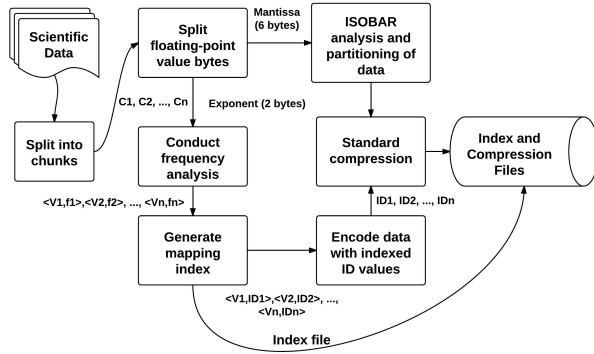 Scientific
Data
Split into
chunks
C1, C2, ..., Cn
Split
floating-point
value bytes
Mantissa
(6 bytes)
ISOBAR
analysis and
partitioning of
data
Exponent (2 bytes)
Conduct
frequency
analysis
<V1,f1>,<V2,f2>, ..., <Vn,fn>
Generate
mapping
index
<V1,ID1>,<V2,ID2>, ...,
<Vn,IDn>
Encode data
with indexed
ID values
ID1, ID2, ..., IDn
Standard
compression
Index and
Compression
Files
Index file